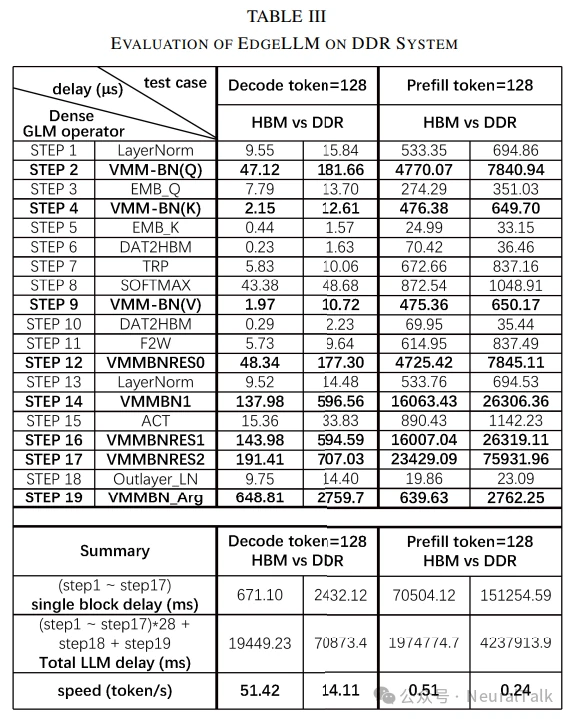 TABLE III
EVALUATION OF EDGELLM ON DDR SYSTEM
delay (μs) test case Decode token=128 Prefill token=128
Dense
GLM operator HBM vs DDR HBM vs DDR
STEP 1 LayerNorm 9.55 15.84 533.35 694.86
STEP 2 VMM-BN(Q) 47.12 181.66 4770.07 7840.94
STEP 3 EMB_Q 7.79 13.70 274.29 351.03
STEP 4 VMM-BN(K) 2.15 12.61 476.38 649.70
STEP 5 EMB_K 0.44 1.57 24.99 33.15
STEP 6 DAT2HBM 0.23 1.63 70.42 36.46
STEP 7 TRP 5.83 10.06 672.66 837.16
STEP 8 SOFTMAX 43.38 48.68 872.54 1048.91
STEP 9 VMM-BN(V) 1.97 10.72 475.36 650.17
STEP 10 DAT2HBM 0.29 2.23 69.95 35.44
STEP 11 F2W 5.73 9.64 614.95 837.49
STEP 12 VMMBNRES0 48.34 177.30 4725.42 7845.11
STEP 13 LayerNorm 9.52 14.48 533.76 694.53
STEP 14 VMMBN1 137.98 596.56 16063.43 26306.36
STEP 15 ACT 15.36 33.83 890.43 1142.23
STEP 16 VMMBNRES1 143.98 594.59 16007.04 26319.11
STEP 17 VMMBNRES2 191.41 707.03 23429.09 75931.96
STEP 18 Outlayer_LN 9.75 14.40 19.86 23.09
STEP 19 VMMBN_Arg 648.81 2759.7 639.63 2762.25
Summary Decode token=128 Prefill token=128
HBM vs DDR HBM vs DDR
(step1 ~ step17)
single block delay (ms) 671.10 2432.12 70504.12 151254.59
(step1 ~ step17)*28 +
step18 + step19 19449.23 70873.4 1974774.7 4237913.9
Total LLM delay (ms)
speed (token/s) 51.42 14.11 0.51 0.24
公众号 · NeuralTalk